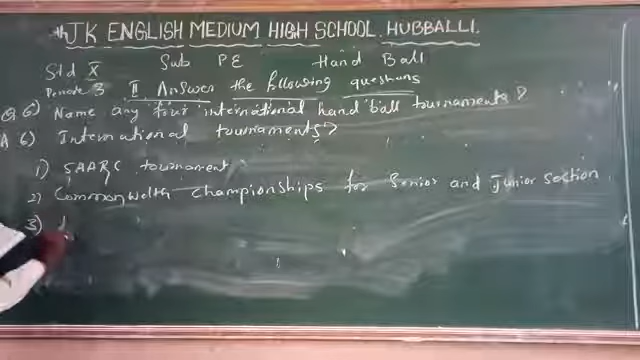 JK ENGLISH MEDIUM HIGH SCHOOL. HUBBALLI.
Std X Sub PE Hand Ball
3 II Answer the following questions
Q 6) Name any four international hand ball tournaments?
A 6) International tournaments?
1) SAARC tournament
2) Commonwelth Championships for Senior and Junior Section
3)